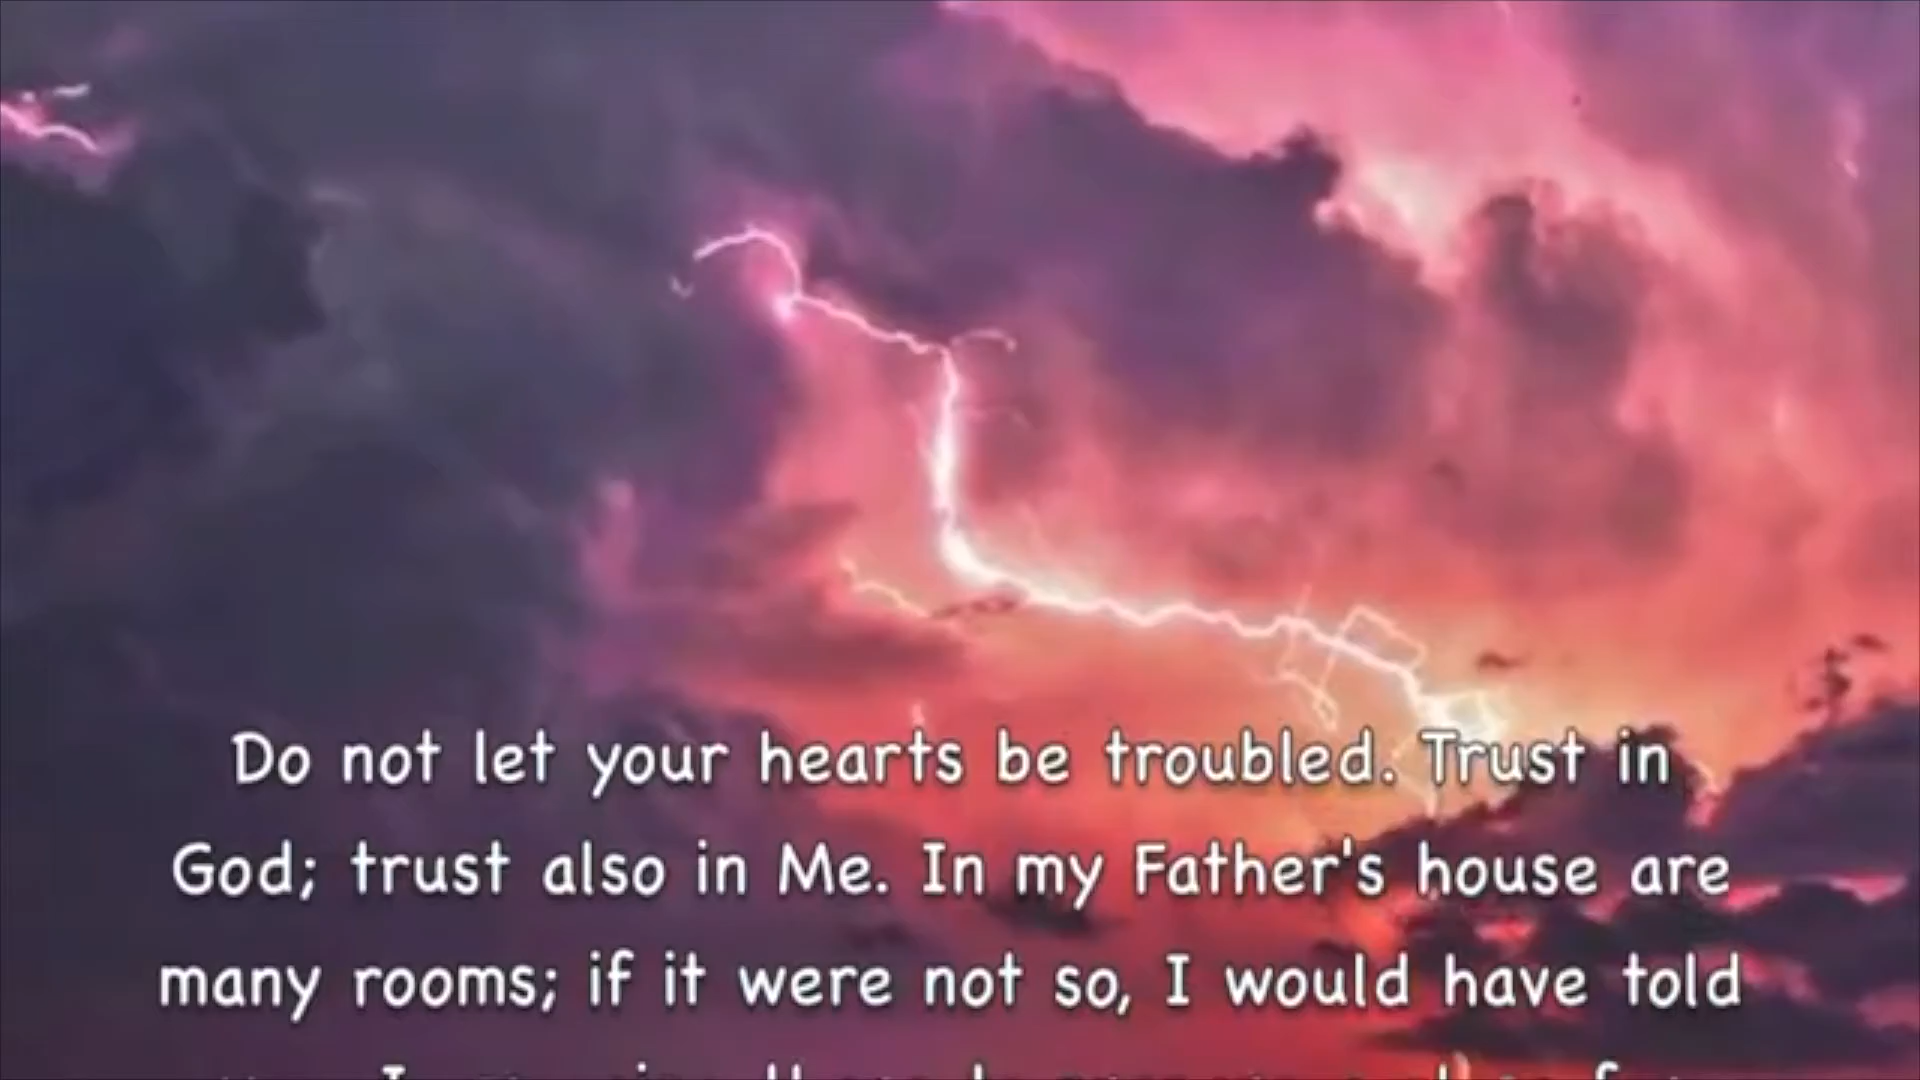 Do not let your hearts be troubled. Trust in
God; trust also in Me. In my Father's house are
many rooms; if it were not so, I would have told